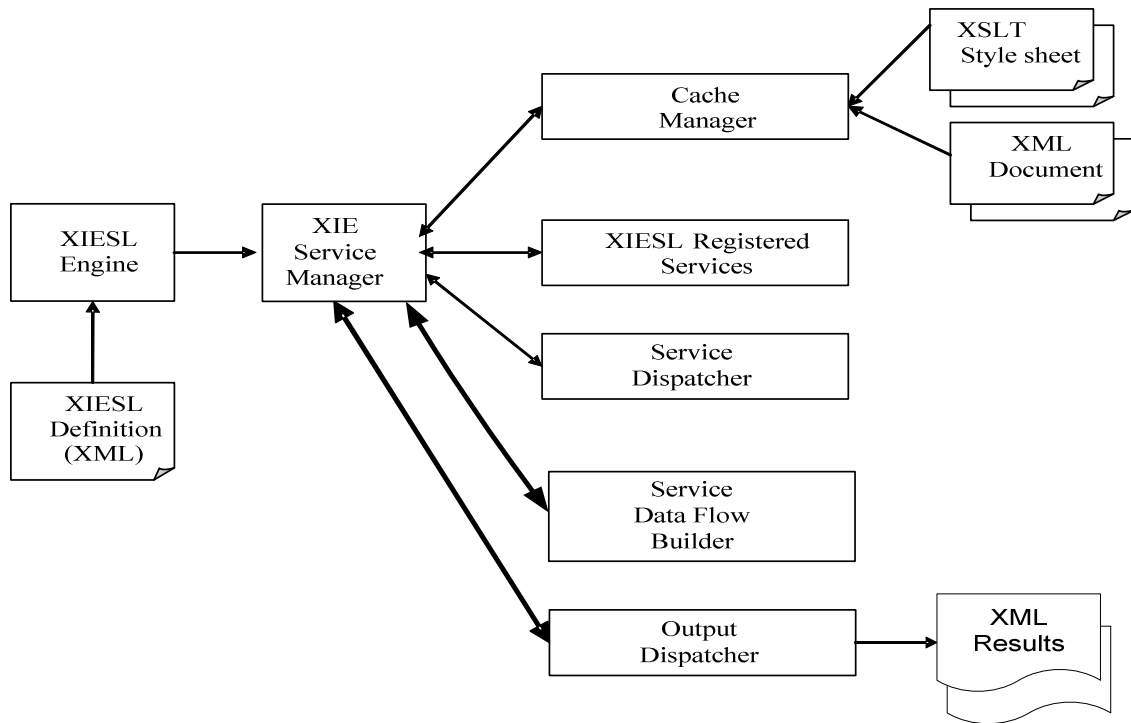 XSLT
Style sheet
Cache
Manager
XML
Document
XIESL
Engine
XIE
Service
Manager
XIESL Registered
Services
Service
Dispatcher
XIESL
Definition
(XML)
Service
Data Flow
Builder
Output
Dispatcher
XML
Results